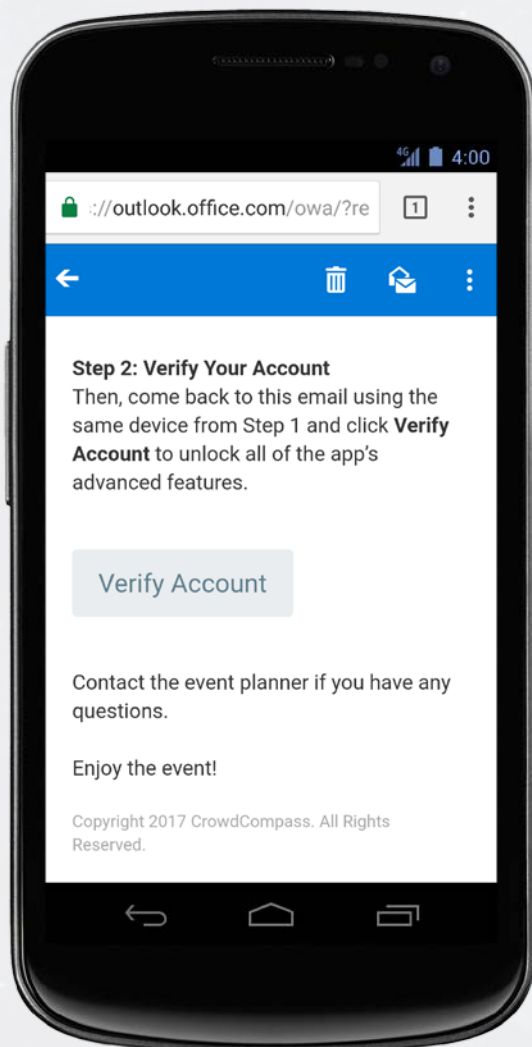 4G 4:00
://outlook.office.com/owa/?re 1
Step 2: Verify Your Account
Then, come back to this email using the
same device from Step 1 and click Verify
Account to unlock all of the app’s
advanced features.
Verify Account
Contact the event planner if you have any
questions.
Enjoy the event!
Copyright 2017 CrowdCompass. All Rights
Reserved.